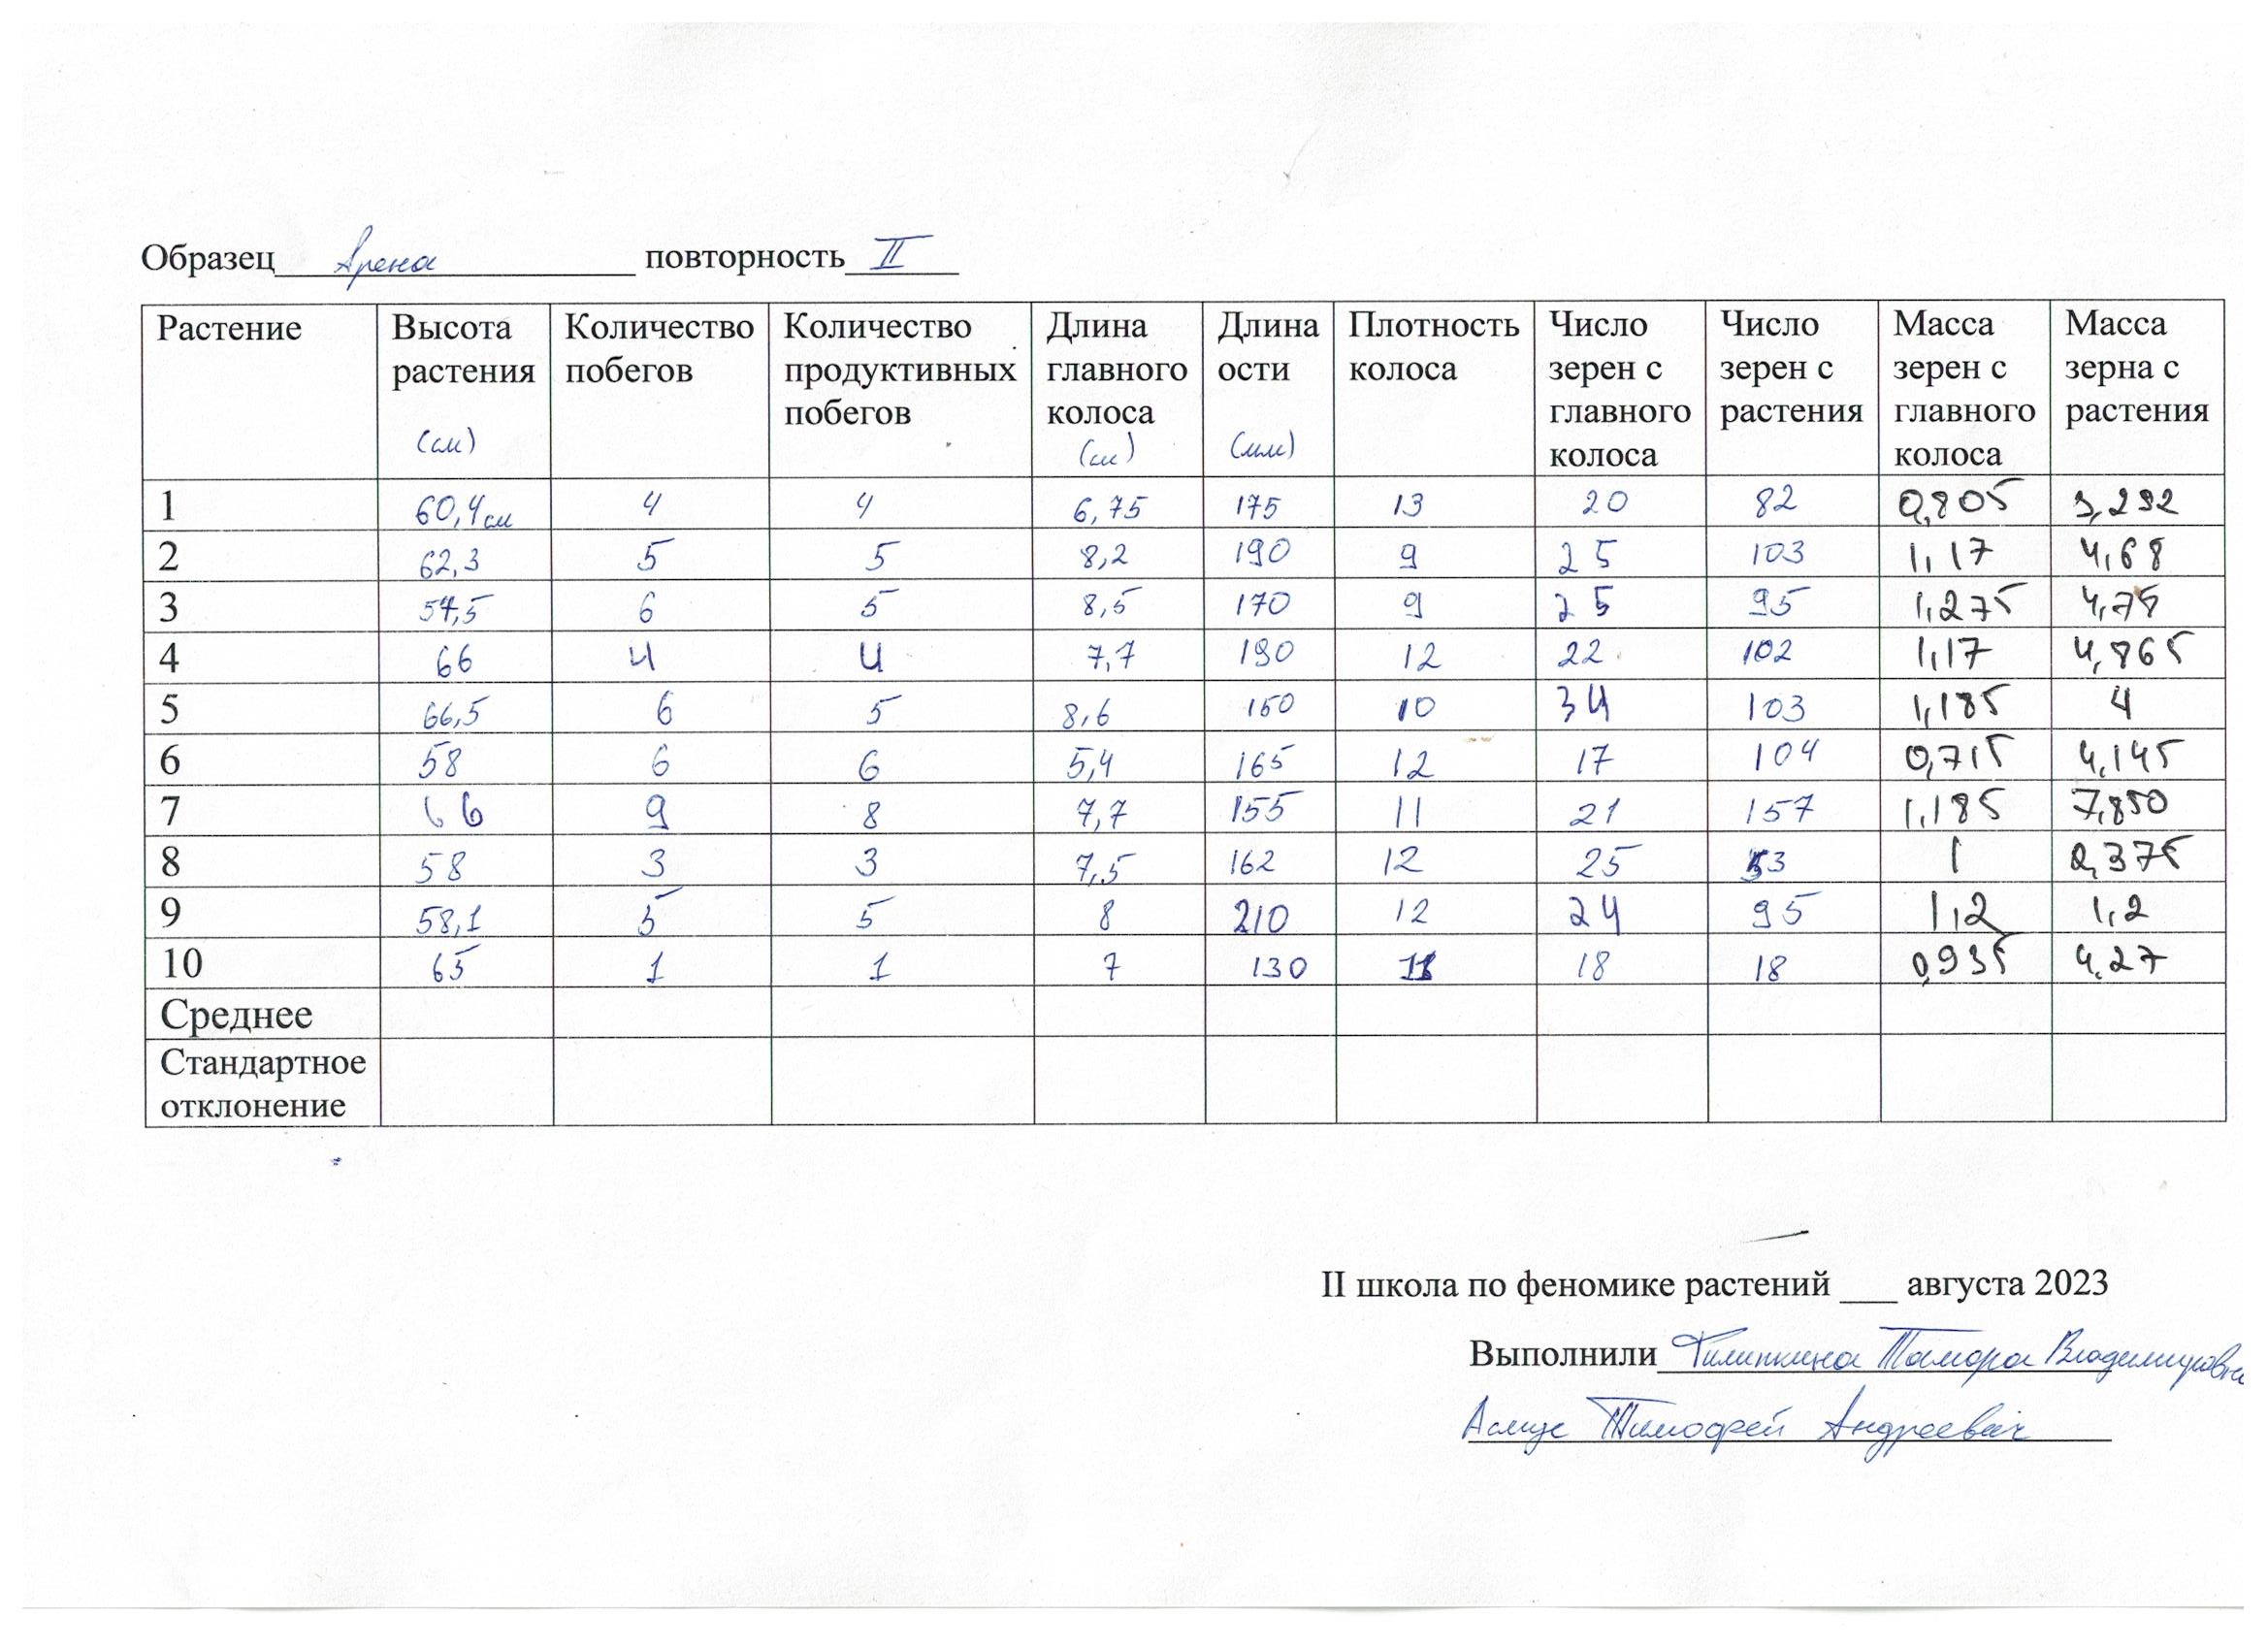 Образец Арена повторность II
Растение Высота растения (см) Количество побегов Количество продуктивных побегов Длина главного колоса (см) Длина ости (мм) Плотность колоса Число зерен с главного колоса Число зерен с растения Масса зерен с главного колоса Масса зерна с растения
1 60,4см 4 4 6,75 175 13 20 82 0,805 3,292
2 62,3 5 5 8,2 190 9 25 103 1,17 4,68
3 57,5 6 5 8,5 170 9 25 95 1,275 4,75
4 66 4 4 7,7 190 12 22 102 1,17 4,865
5 66,5 6 5 8,6 150 10 34 103 1,185 4
6 58 6 6 5,4 165 12 17 104 0,715 4,145
7 66 9 8 7,7 155 11 21 157 1,185 7,850
8 58 3 3 7,5 162 12 25 53 1 2,375
9 58,1 5 5 8 210 12 24 95 1,2 1,2
10 65 1 1 7 130 11 18 18 0,935 4,27
Среднее
Стандартное
отклонение
II школа по феномике растений ___ августа 2023
Выполнили Тамара Владимировна
Асмус Тимофей Андреевич